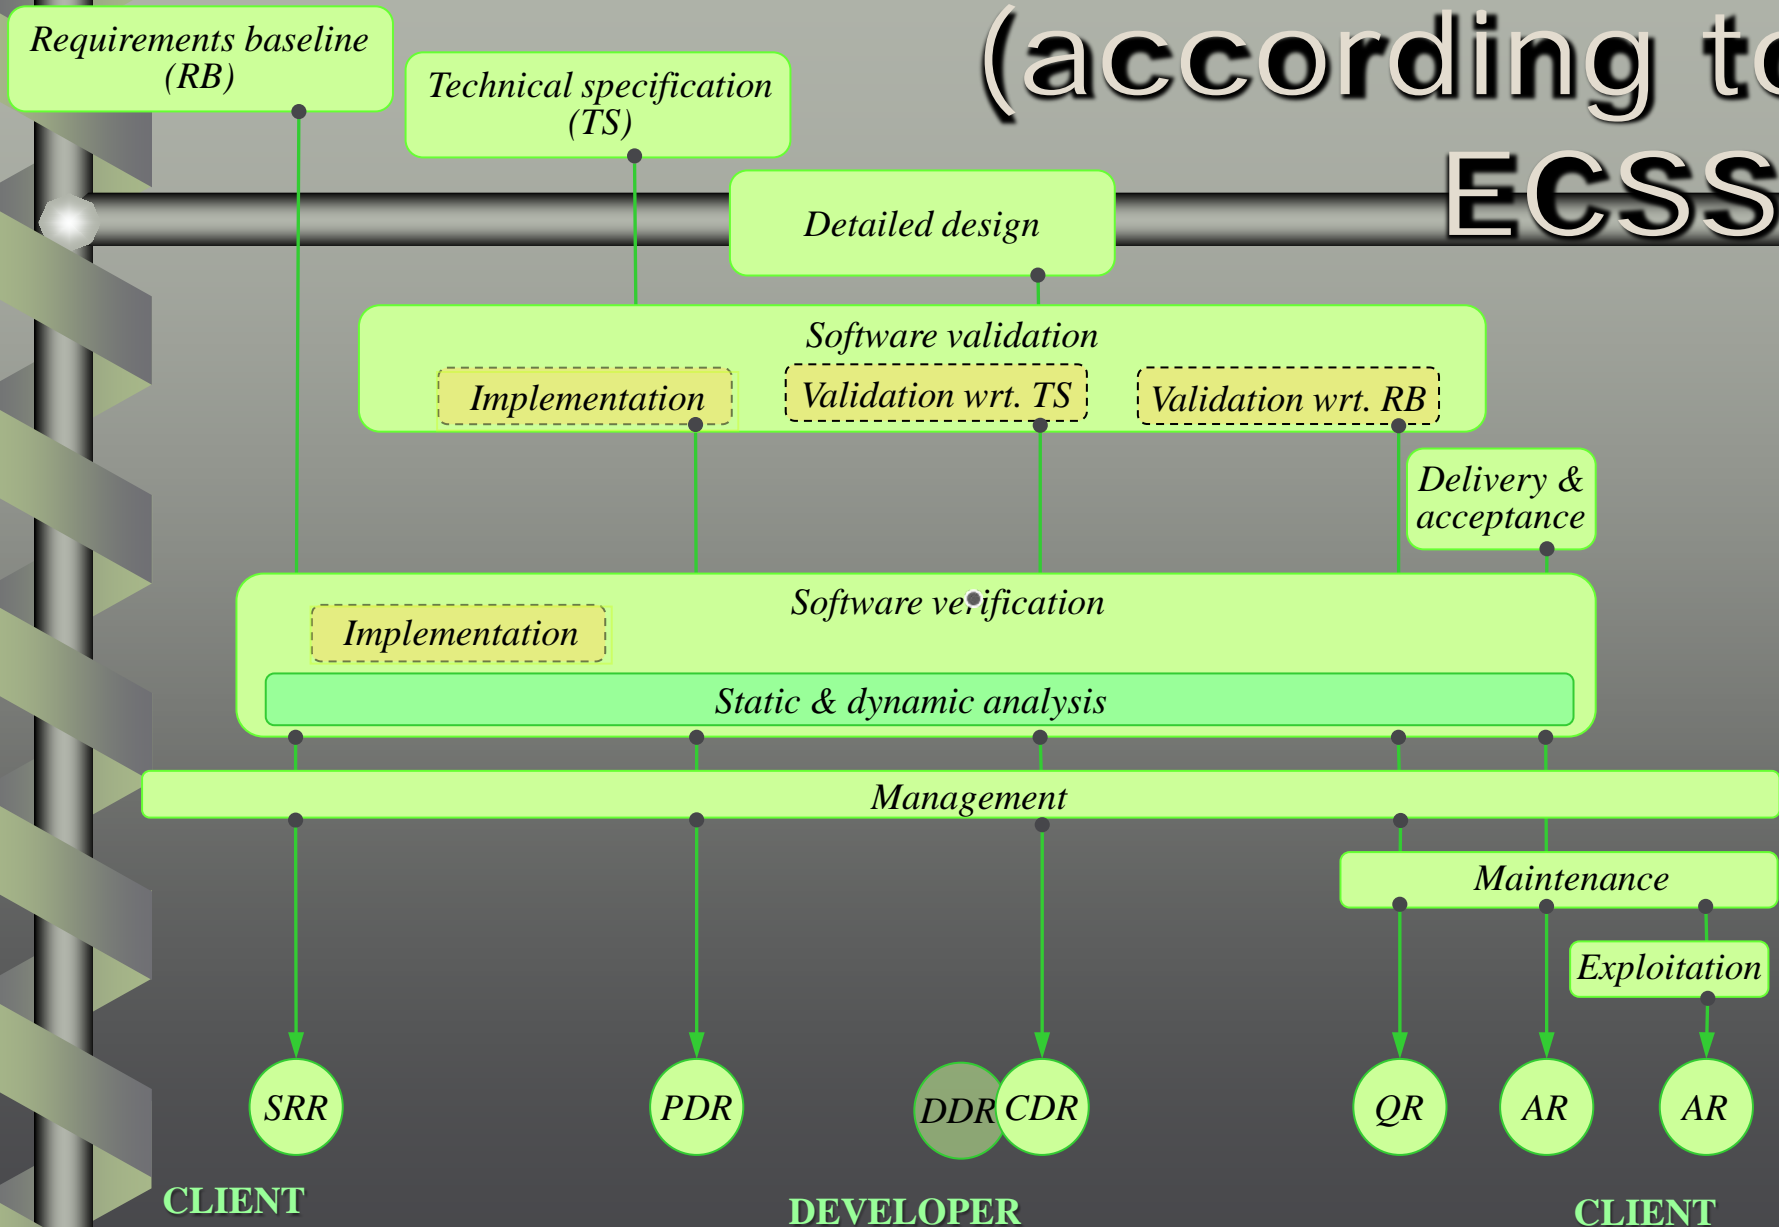 (according to
ECSS
Requirements baseline
(RB)
Technical specification
(TS)
Detailed design
Software validation
Implementation
Validation wrt. TS
Validation wrt. RB
Delivery &
acceptance
Software verification
Implementation
Static & dynamic analysis
Management
Maintenance
Exploitation
SRR
PDR
DDR
CDR
QR
AR
AR
CLIENT
DEVELOPER
CLIENT